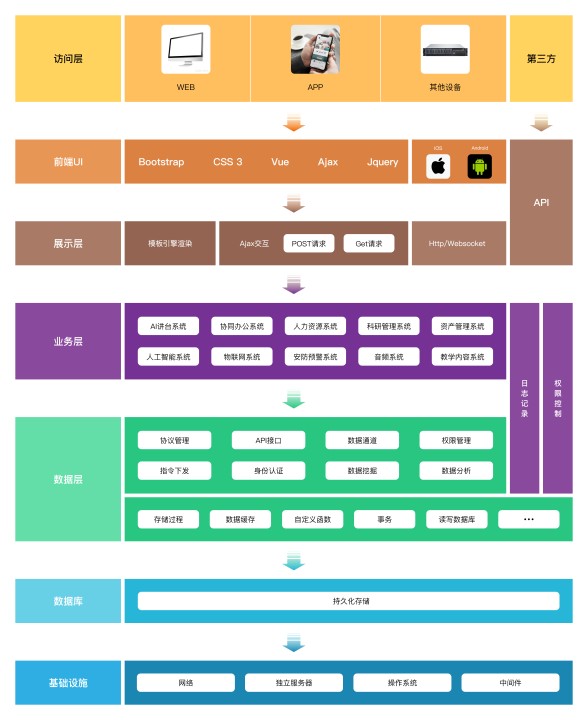 访问层
WEB
APP
其他设备
第三方
前端UI
Bootstrap
CSS 3
Vue
Ajax
Jquery
iOS
Android
API
展示层
模板引擎渲染
Ajax交互
POST请求
Get请求
Http/Websocket
业务层
AI讲台系统
协同办公系统
人力资源系统
科研管理系统
资产管理系统
人工智能系统
物联网系统
安防预警系统
音频系统
教学内容系统
日志记录
权限控制
数据层
协议管理
API接口
数据通道
权限管理
指令下发
身份认证
数据挖掘
数据分析
存储过程
数据缓存
自定义函数
事务
读写数据库
•••
数据库
持久化存储
基础设施
网络
独立服务器
操作系统
中间件